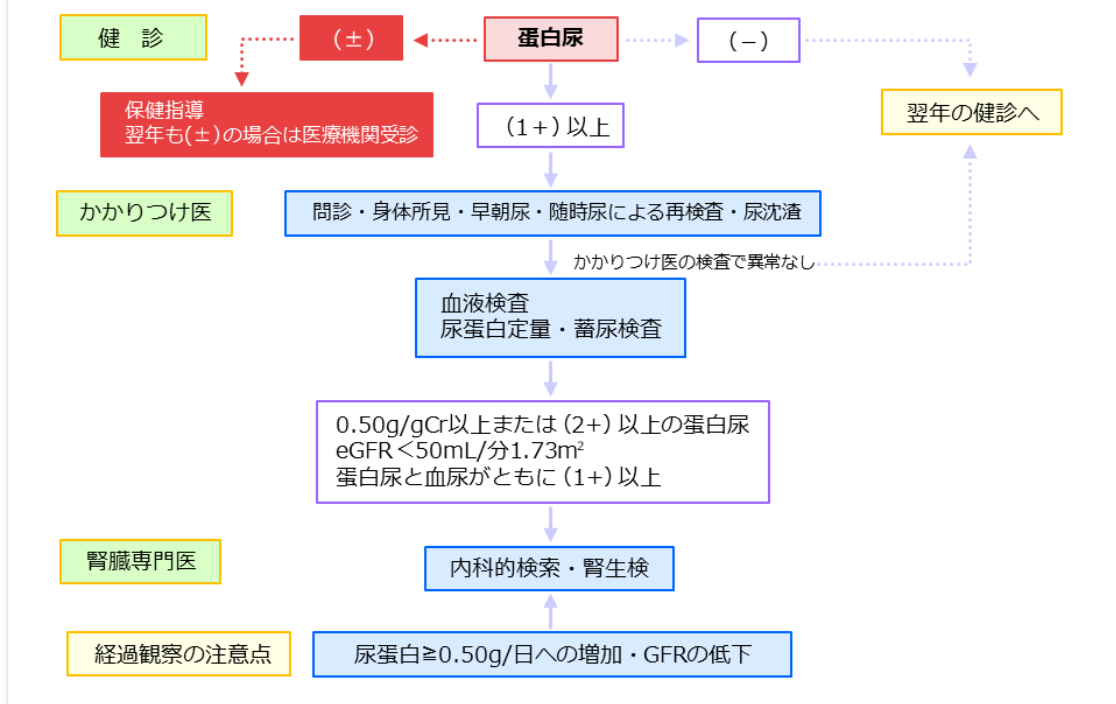 健　診
(±)
蛋白尿
(−)
保健指導
翌年も(±)の場合は医療機関受診
(1+)以上
翌年の健診へ
かかりつけ医
問診・身体所見・早朝尿・随時尿による再検査・尿沈渣
かかりつけ医の検査で異常なし
血液検査
尿蛋白定量・蓄尿検査
0.50g/gCr以上または(2+)以上の蛋白尿
eGFR＜50mL/分1.73m²
蛋白尿と血尿がともに(1+)以上
腎臓専門医
内科的検索・腎生検
経過観察の注意点
尿蛋白≧0.50g/日への増加・GFRの低下